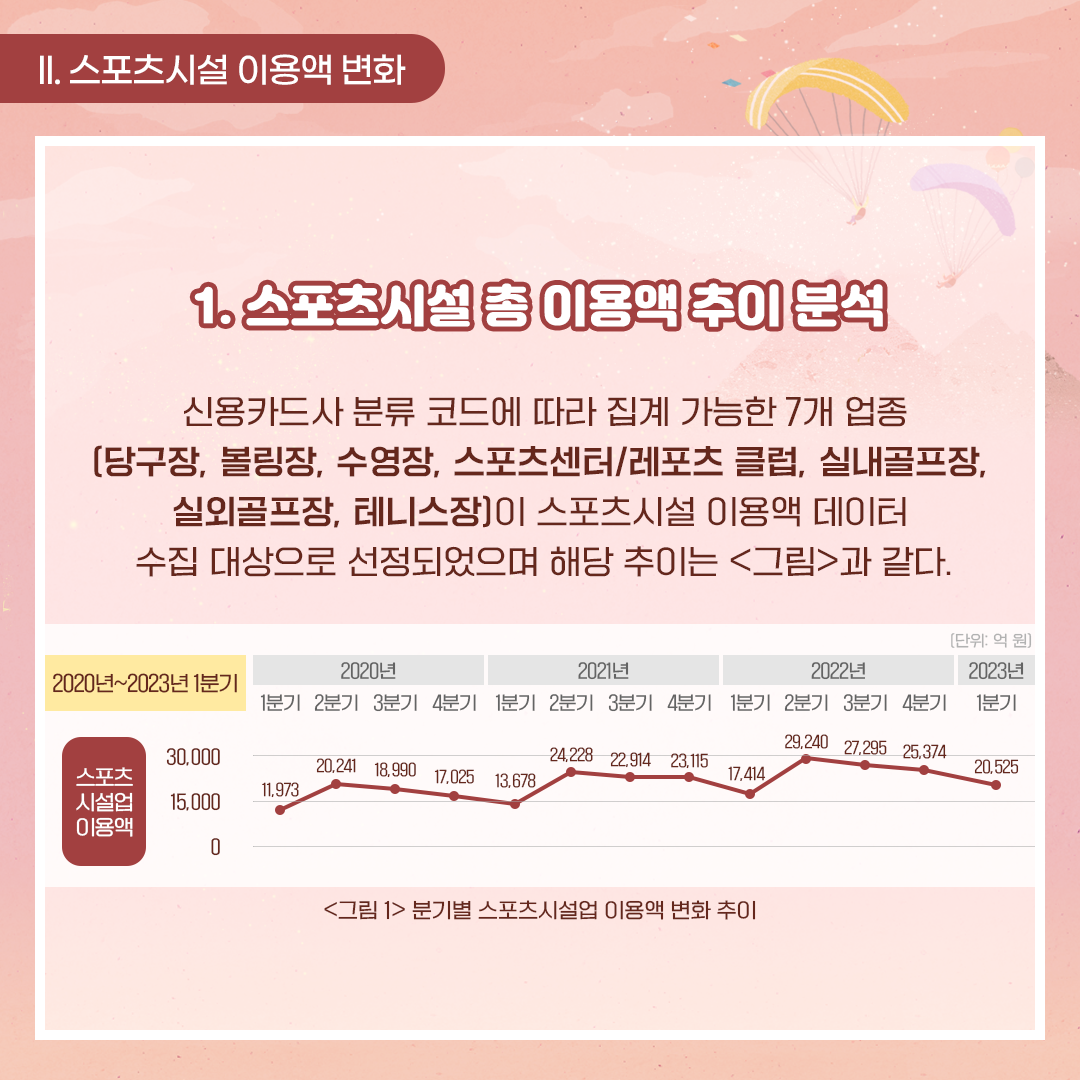 II. 스포츠시설 이용액 변화
1. 스포츠시설 총 이용액 추이 분석
신용카드사 분류 코드에 따라 집계 가능한 7개 업종
(당구장, 볼링장, 수영장, 스포츠센터/레포츠 클럽, 실내골프장,
실외골프장, 테니스장)이 스포츠시설 이용액 데이터
수집 대상으로 선정되었으며 해당 추이는 <그림>과 같다.
(단위: 억 원)
2020년~2023년 1분기
2020년 2021년 2022년 2023년
1분기 2분기 3분기 4분기 1분기 2분기 3분기 4분기 1분기 2분기 3분기 4분기 1분기
스포츠
시설업
이용액
30,000
15,000
0
11,973 20,241 18,990 17,025 13,678 24,228 22,914 23,115 17,414 29,240 27,295 25,374 20,525
<그림 1> 분기별 스포츠시설업 이용액 변화 추이